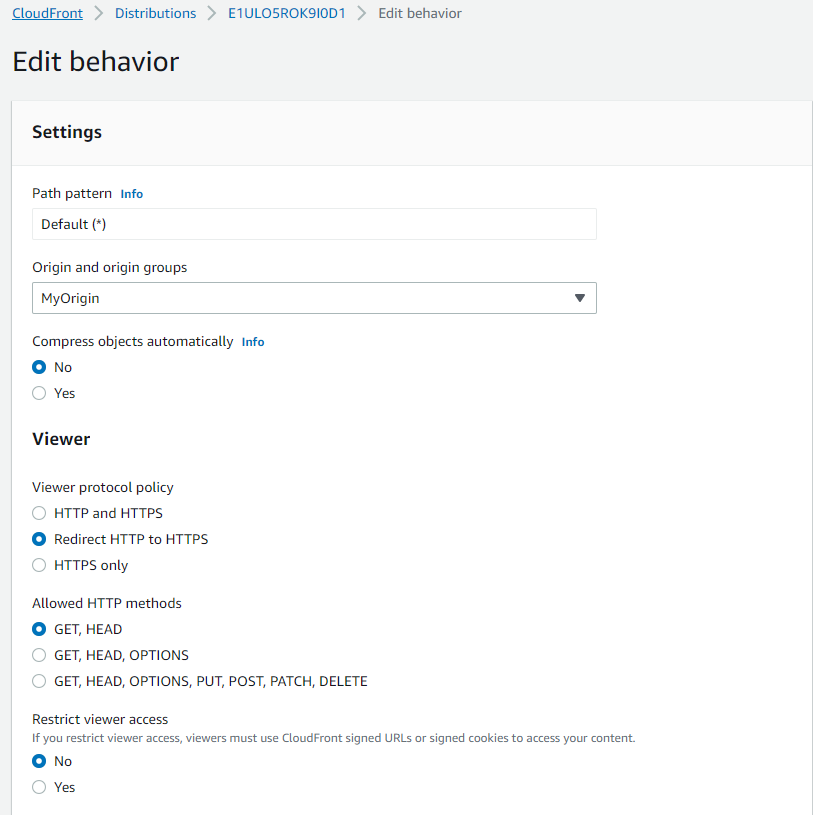 CloudFront > Distributions > E1ULO5ROK9I0D1 > Edit behavior
Edit behavior
Settings
Path pattern Info
Default (*)
Origin and origin groups
MyOrigin
Compress objects automatically Info
No
Yes
Viewer
Viewer protocol policy
HTTP and HTTPS
Redirect HTTP to HTTPS
HTTPS only
Allowed HTTP methods
GET, HEAD
GET, HEAD, OPTIONS
GET, HEAD, OPTIONS, PUT, POST, PATCH, DELETE
Restrict viewer access
If you restrict viewer access, viewers must use CloudFront signed URLs or signed cookies to access your content.
No
Yes